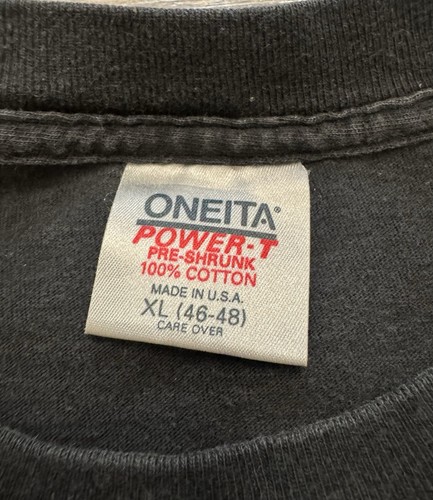 ONEITA®
POWER-T
PRE-SHRUNK
100% COTTON
MADE IN U.S.A.
XL (46-48)
CARE OVER